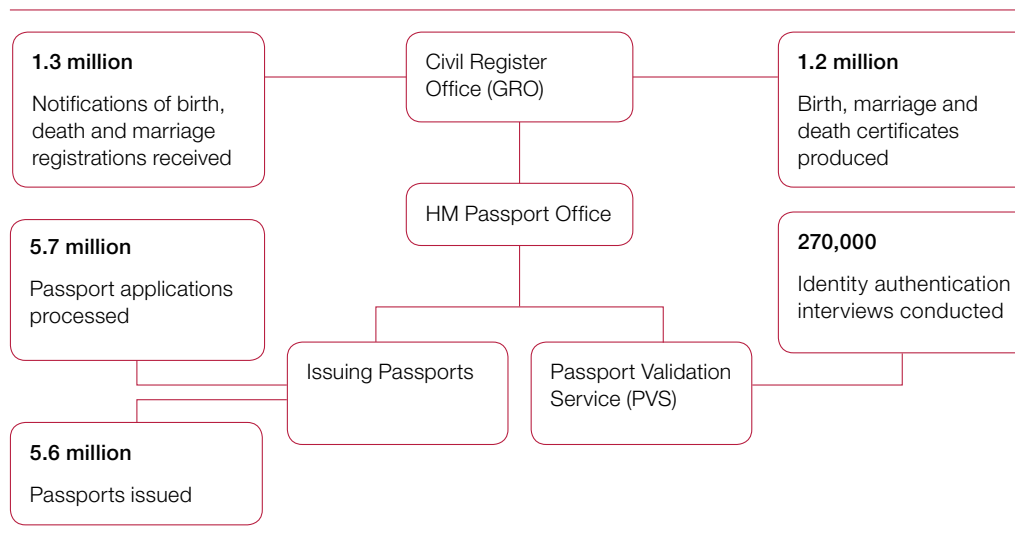 1.3 million
Notifications of birth,
death and marriage
registrations received
Civil Register
Office (GRO)
1.2 million
Birth, marriage and
death certificates
produced
HM Passport Office
5.7 million
Passport applications
processed
270,000
Identity authentication
interviews conducted
Issuing Passports
Passport Validation
Service (PVS)
5.6 million
Passports issued